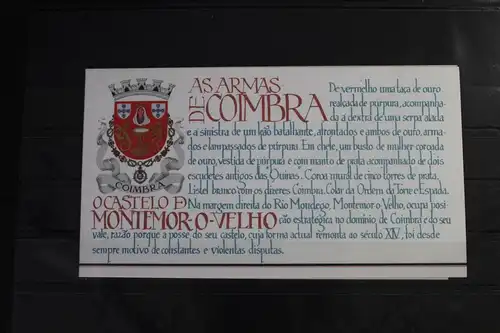 AS ARMAS
DE COIMBRA
De vermelho uma taça de ouro
realçada de púrpura, acompanha
da a dextra de uma serpa alada
e a sinistra de um leão batalhante, afrontados e ambos de ouro, arma
dos e lampassados de púrpura. Em chefe, um busto de mulher coroada
de ouro, vestida de púrpura e com manto de prata acompanhado de dois
escudetes antigos das Quinas. Coroa mural de cinco torres de prata.
Listel branco com os dizeres Coimbra. Colar da Ordem da Torre e Espada.
COIMBRA
O CASTELO D
MONTEMOR-O-VELHO
Na margem direita do Rio Mondego, Montemor o Velho, ocupa posi
ção estratégica no domínio de Coimbra e do seu
vale, razão porque a posse do seu castelo, cuja forma actual remonta ao século XIV, foi desde
sempre motivo de constantes e violentas disputas.